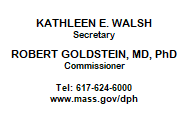 KATHLEEN E. WALSH
Secretary
ROBERT GOLDSTEIN, MD, PhD
Commissioner
Tel: 617-624-6000
www.mass.gov/dph